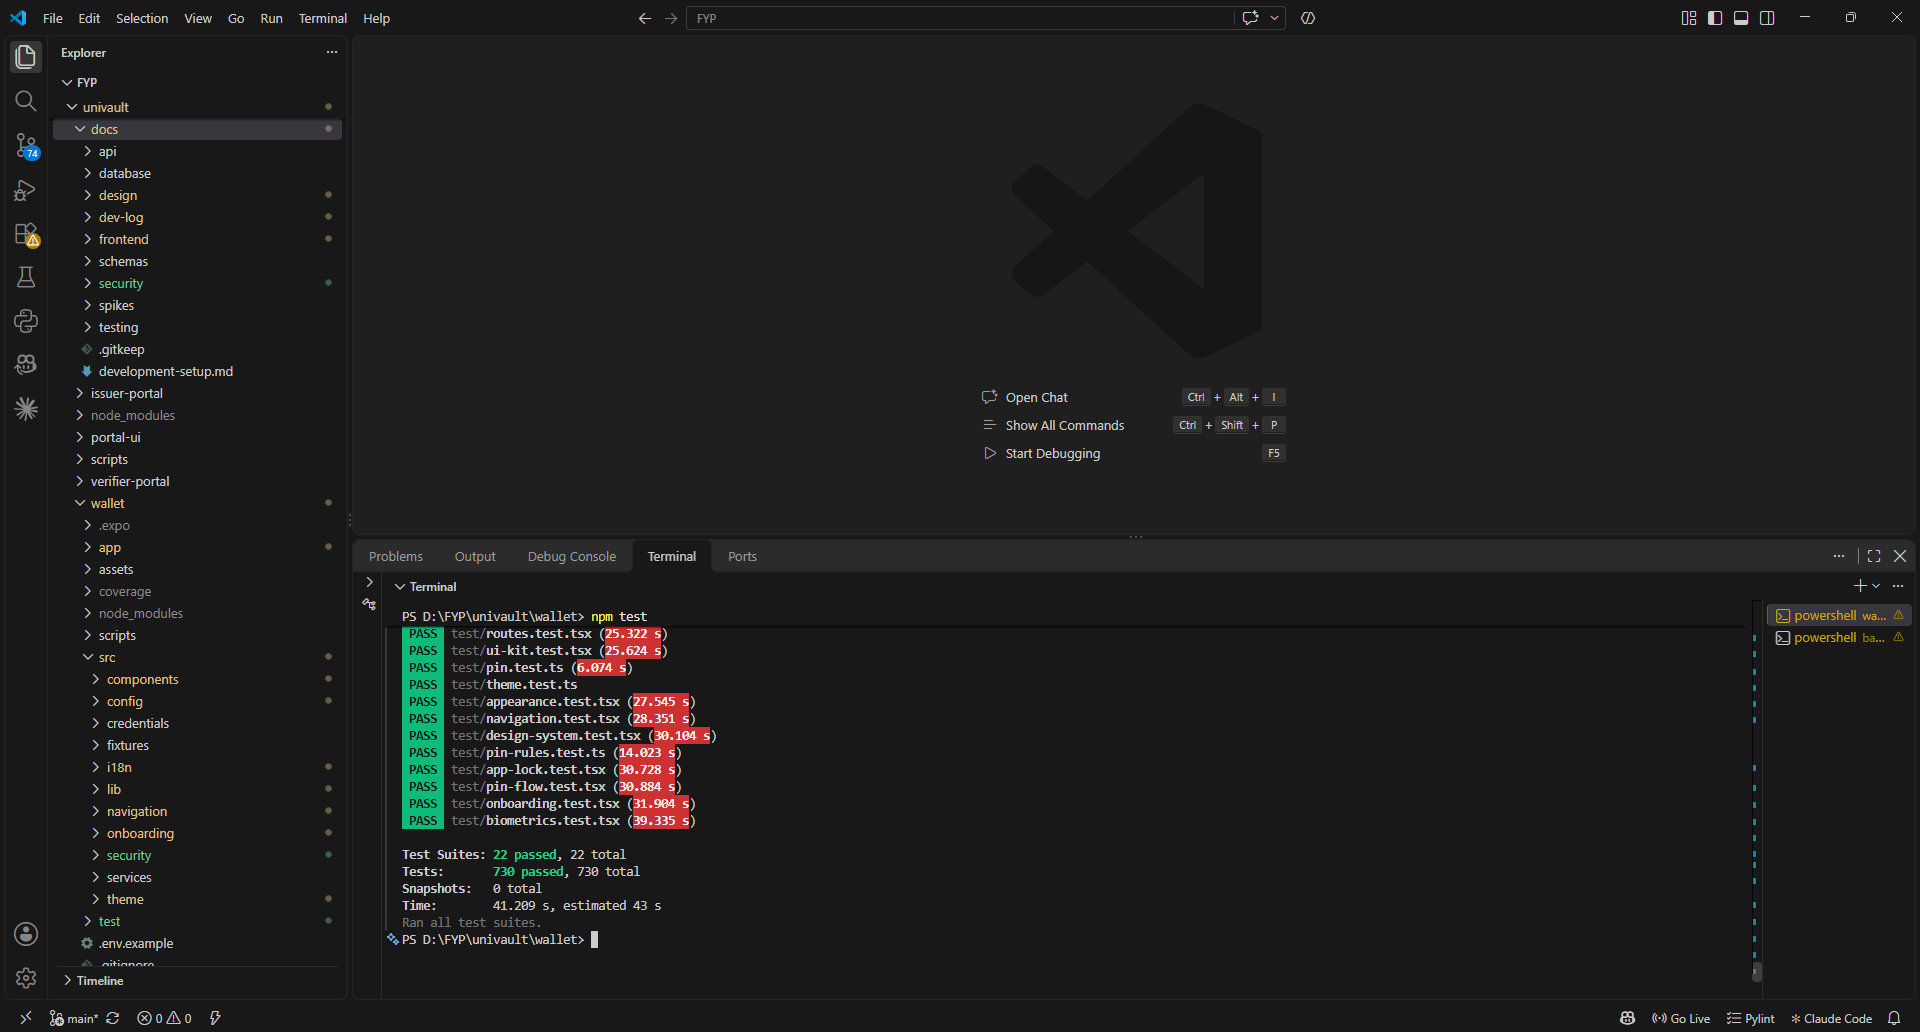 File Edit Selection View Go Run Terminal Help
FYP
Explorer
FYP
univault
docs
api
database
design
dev-log
frontend
schemas
security
spikes
testing
.gitkeep
development-setup.md
issuer-portal
node_modules
portal-ui
scripts
verifier-portal
wallet
.expo
app
assets
coverage
node_modules
scripts
src
components
config
credentials
fixtures
i18n
lib
navigation
onboarding
security
services
theme
test
.env.example
.gitignore
Timeline
74
Open Chat Ctrl + Alt + I
Show All Commands Ctrl + Shift + P
Start Debugging F5
Problems Output Debug Console Terminal Ports
Terminal
PS D:\FYP\univault\wallet> npm test
PASS test/routes.test.tsx (25.322 s)
PASS test/ui-kit.test.tsx (25.624 s)
PASS test/pin.test.ts (6.074 s)
PASS test/theme.test.ts
PASS test/appearance.test.tsx (27.545 s)
PASS test/navigation.test.tsx (28.351 s)
PASS test/design-system.test.tsx (30.104 s)
PASS test/pin-rules.test.ts (14.023 s)
PASS test/app-lock.test.tsx (30.728 s)
PASS test/pin-flow.test.tsx (30.884 s)
PASS test/onboarding.test.tsx (31.904 s)
PASS test/biometrics.test.tsx (39.335 s)
Test Suites: 22 passed, 22 total
Tests: 730 passed, 730 total
Snapshots: 0 total
Time: 41.209 s, estimated 43 s
Ran all test suites.
PS D:\FYP\univault\wallet>
powershell wa...
powershell ba...
main* 0 0
Go Live Pylint Claude Code